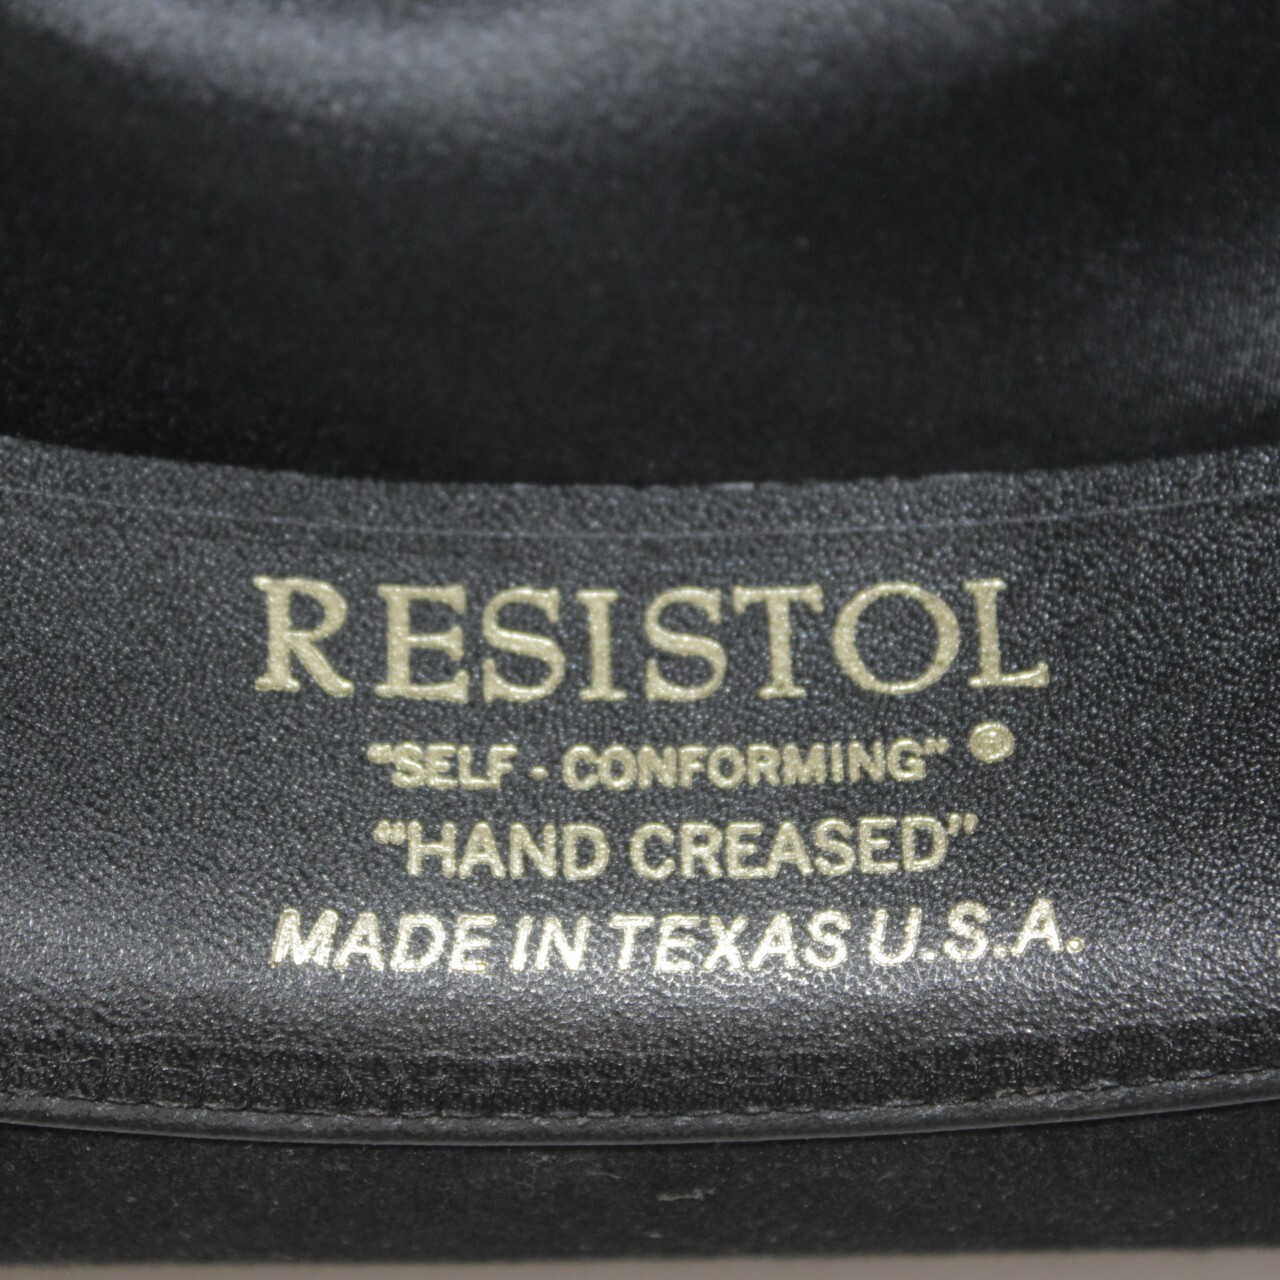 RESISTOL
"SELF - CONFORMING" ®
"HAND CREASED"
MADE IN TEXAS U.S.A.